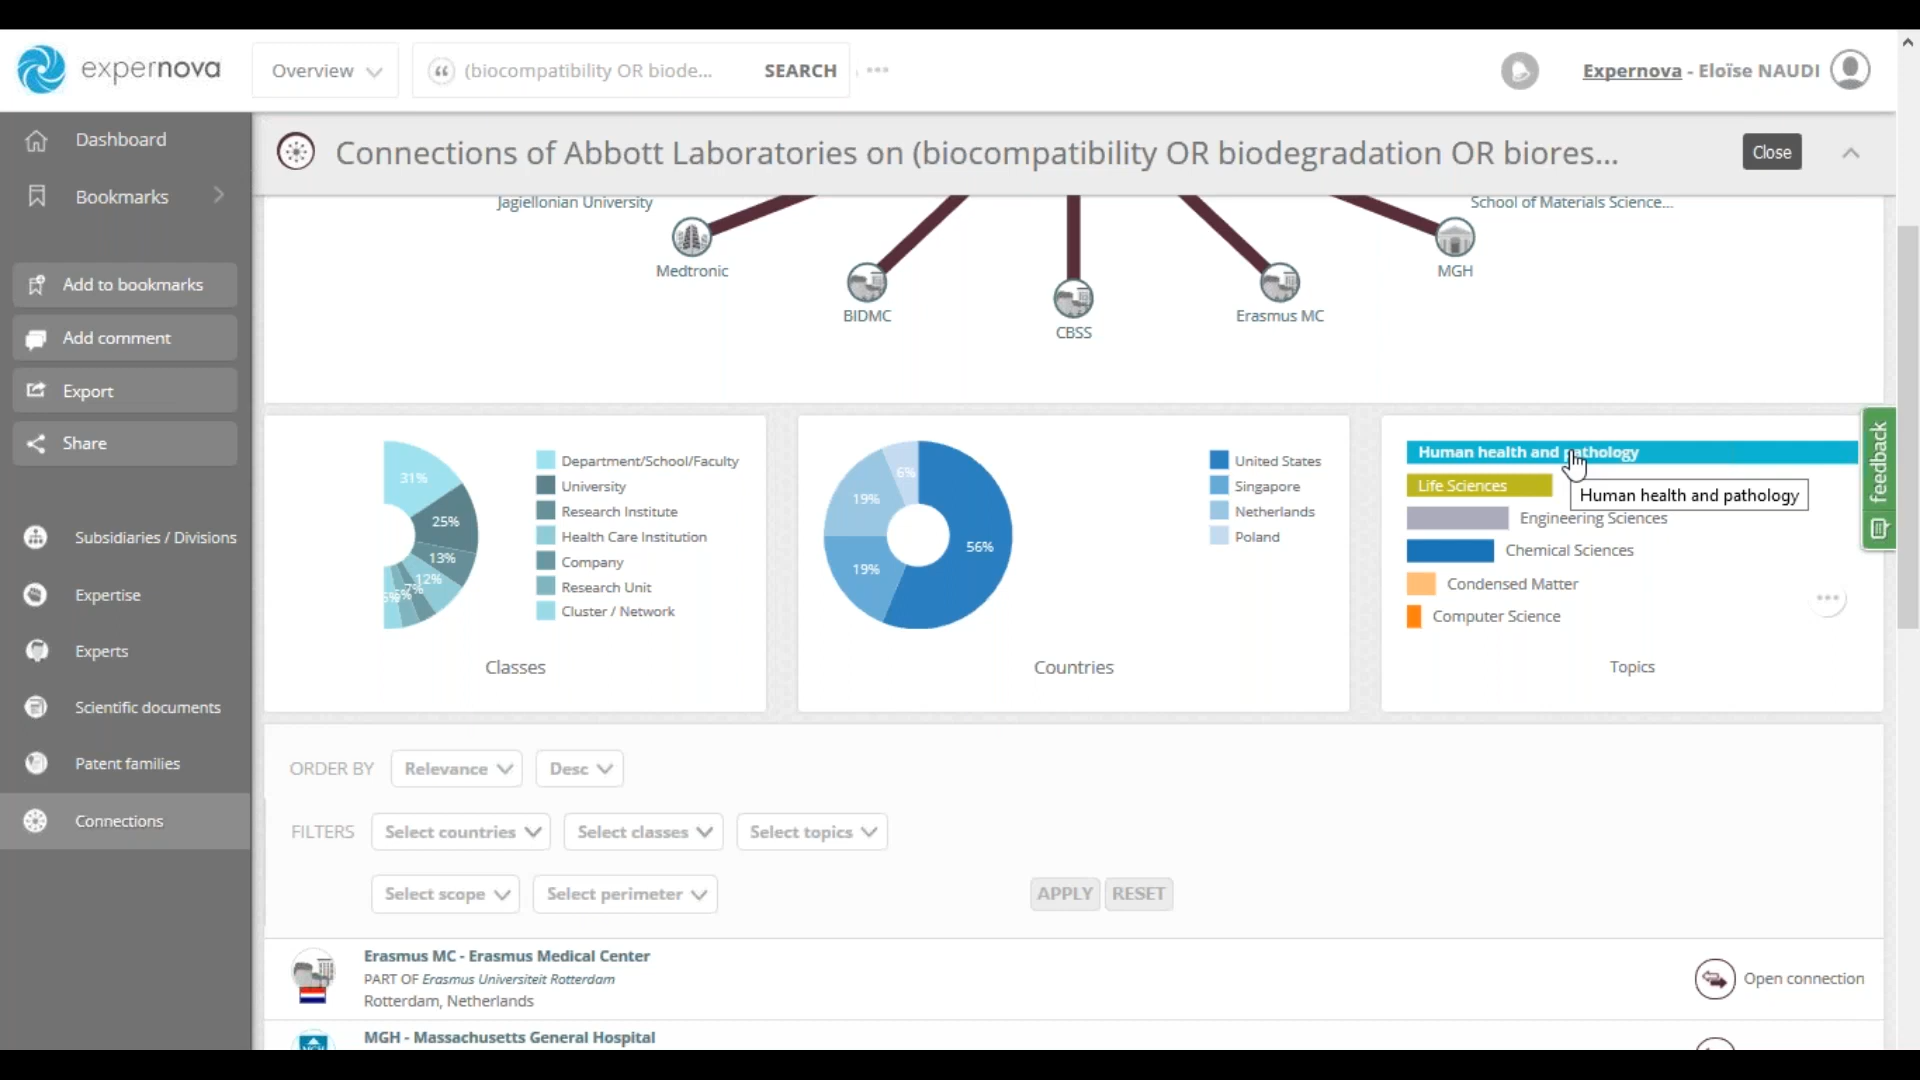 expernova
Overview
(biocompatibility OR biode...
SEARCH
Expernova - Eloïse NAUDI
Dashboard
Bookmarks
Add to bookmarks
Add comment
Export
Share
Subsidiaries / Divisions
Expertise
Experts
Scientific documents
Patent families
Connections
Connections of Abbott Laboratories on (biocompatibility OR biodegradation OR biores...
Close
Jagiellonian University
School of Materials Science...
Medtronic
MGH
BIDMC
Erasmus MC
CBSS
31%
25%
13%
12%
7%
Department/School/Faculty
University
Research Institute
Health Care Institution
Company
Research Unit
Cluster / Network
Classes
6%
19%
56%
19%
United States
Singapore
Netherlands
Poland
Countries
Human health and pathology
Life Sciences
Human health and pathology
Engineering Sciences
Chemical Sciences
Condensed Matter
Computer Science
Topics
feedback
ORDER BY
Relevance
Desc
FILTERS
Select countries
Select classes
Select topics
Select scope
Select perimeter
APPLY
RESET
Erasmus MC - Erasmus Medical Center
PART OF Erasmus Universiteit Rotterdam
Rotterdam, Netherlands
Open connection
MGH - Massachusetts General Hospital